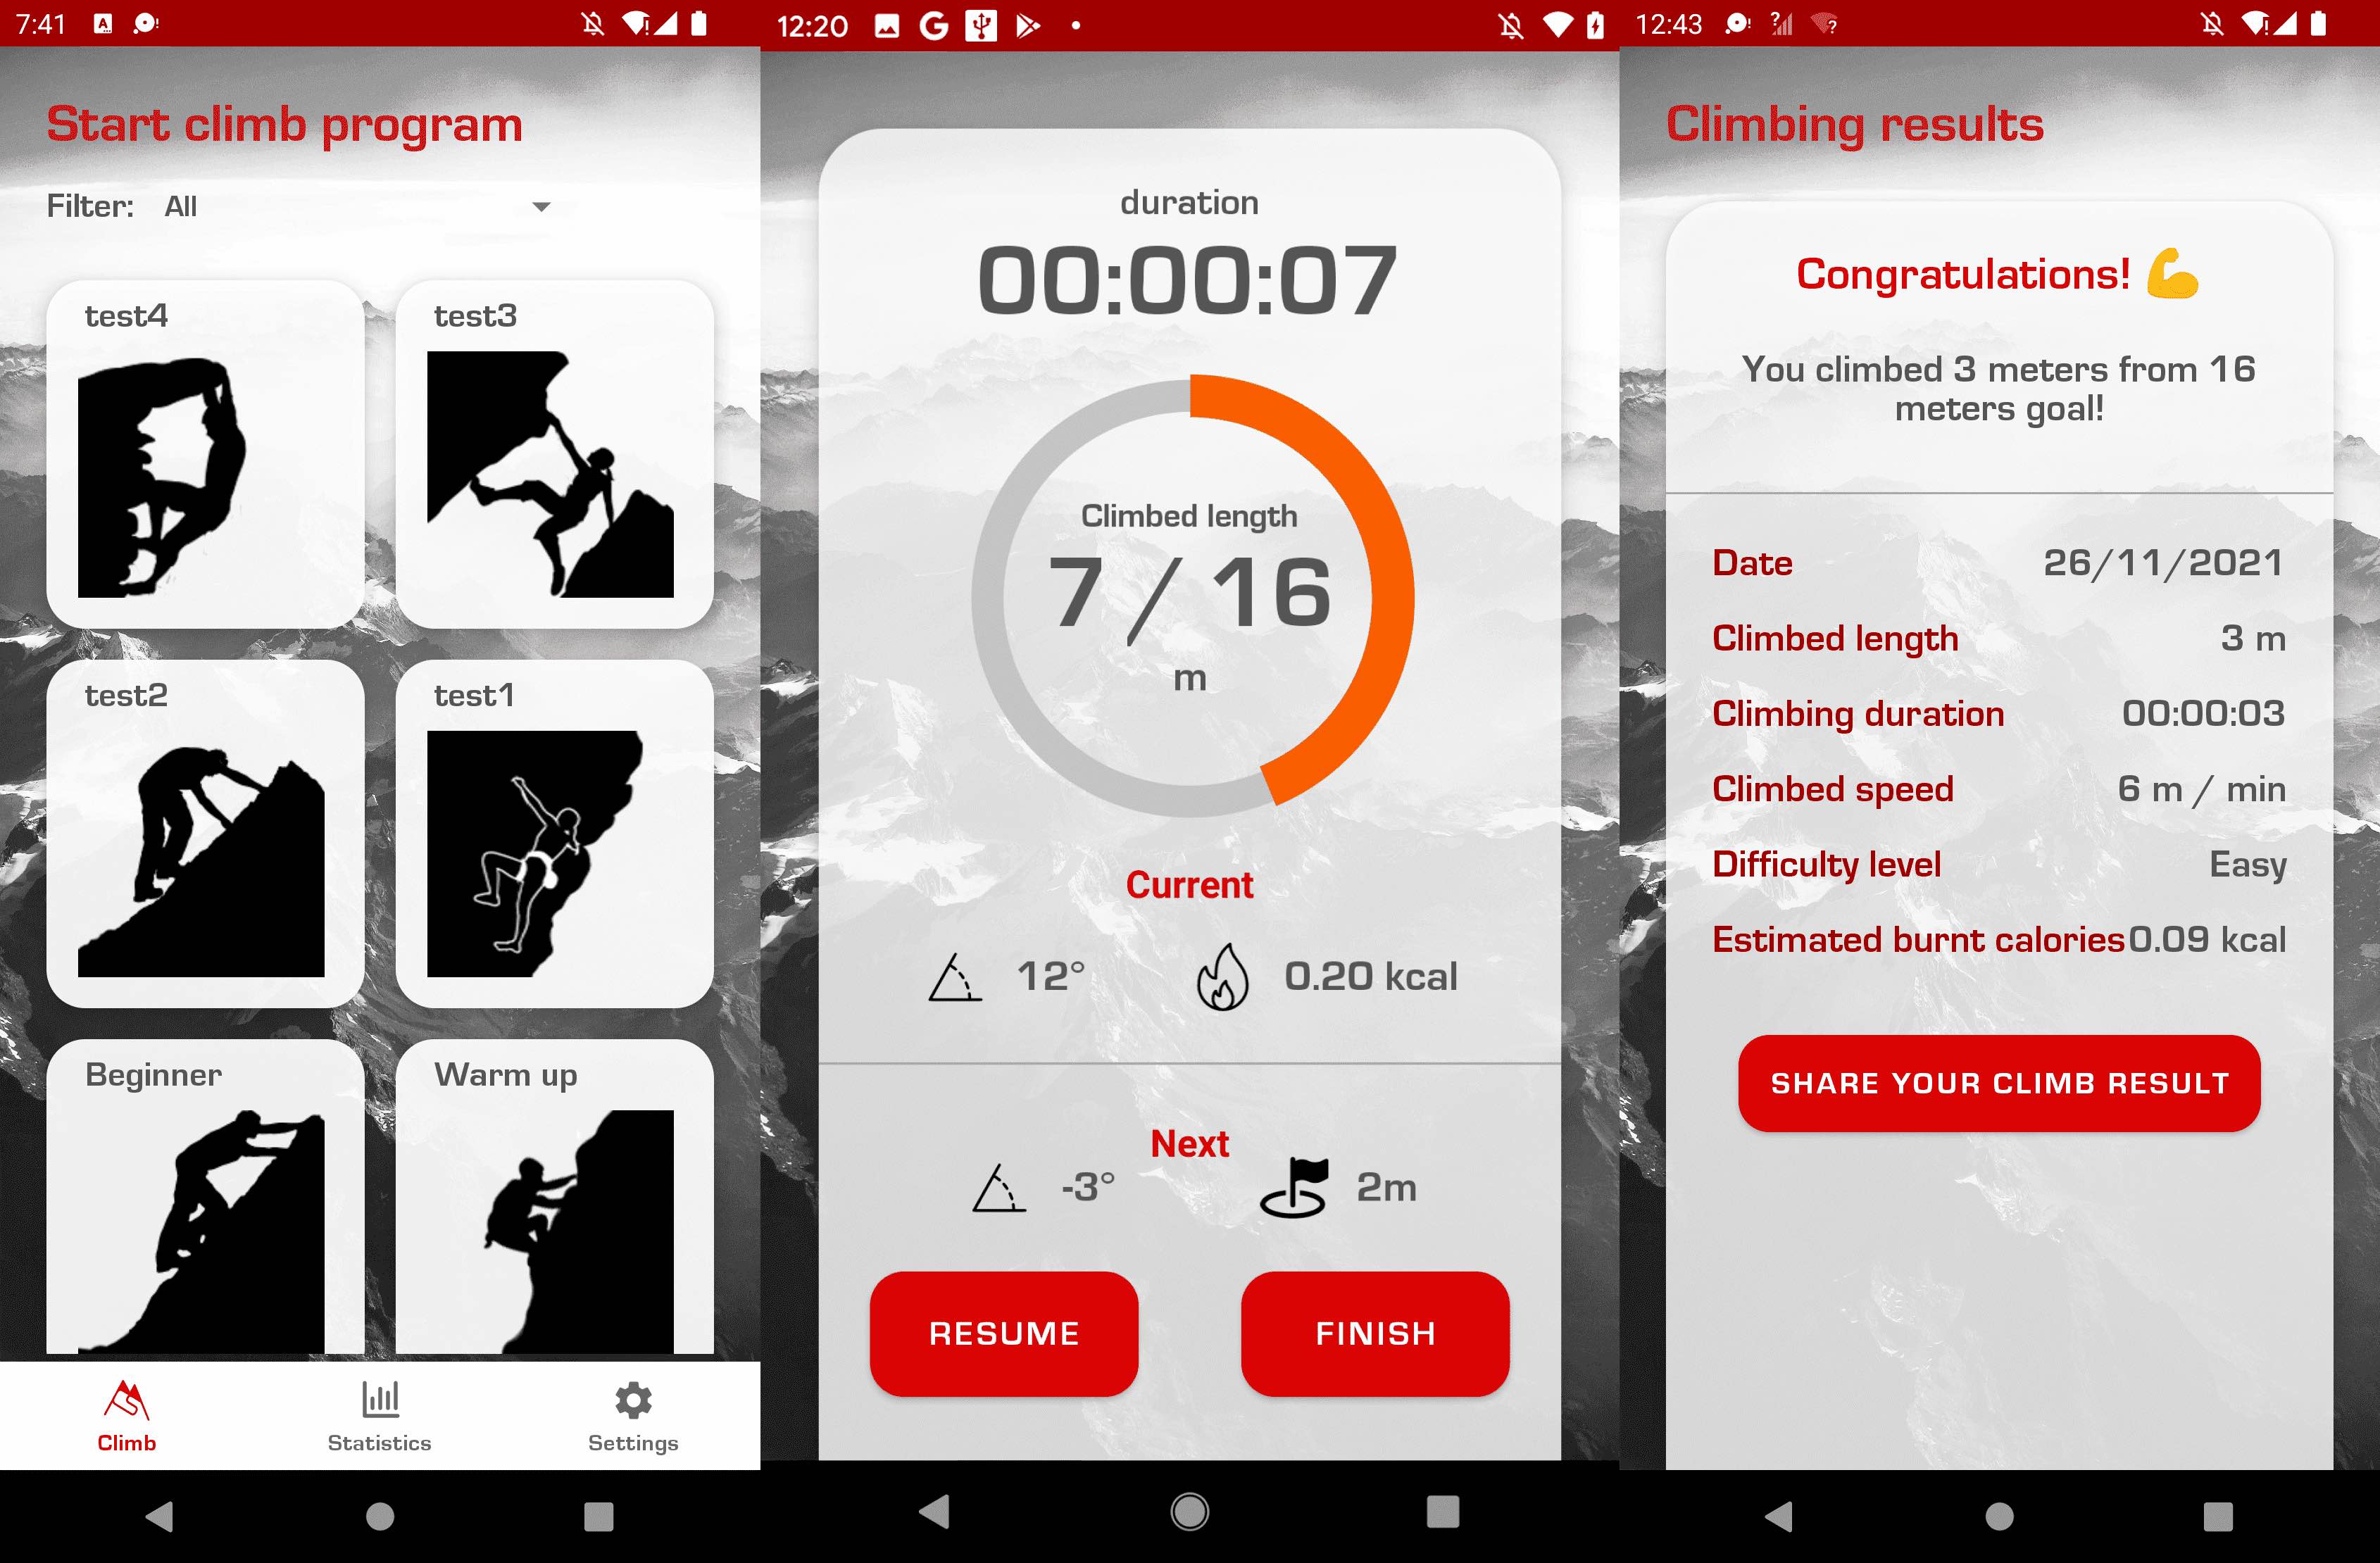 7:41
Start climb program
Filter: All
test4 test3
test2 test1
Beginner Warm up
Climb Statistics Settings
12:20
duration
00:00:07
Climbed length
7 / 16
m
Current
12° 0.20 kcal
Next
-3° 2m
RESUME FINISH
12:43
Climbing results
Congratulations! 💪
You climbed 3 meters from 16
meters goal!
Date 26/11/2021
Climbed length 3 m
Climbing duration 00:00:03
Climbed speed 6 m / min
Difficulty level Easy
Estimated burnt calories 0.09 kcal
SHARE YOUR CLIMB RESULT